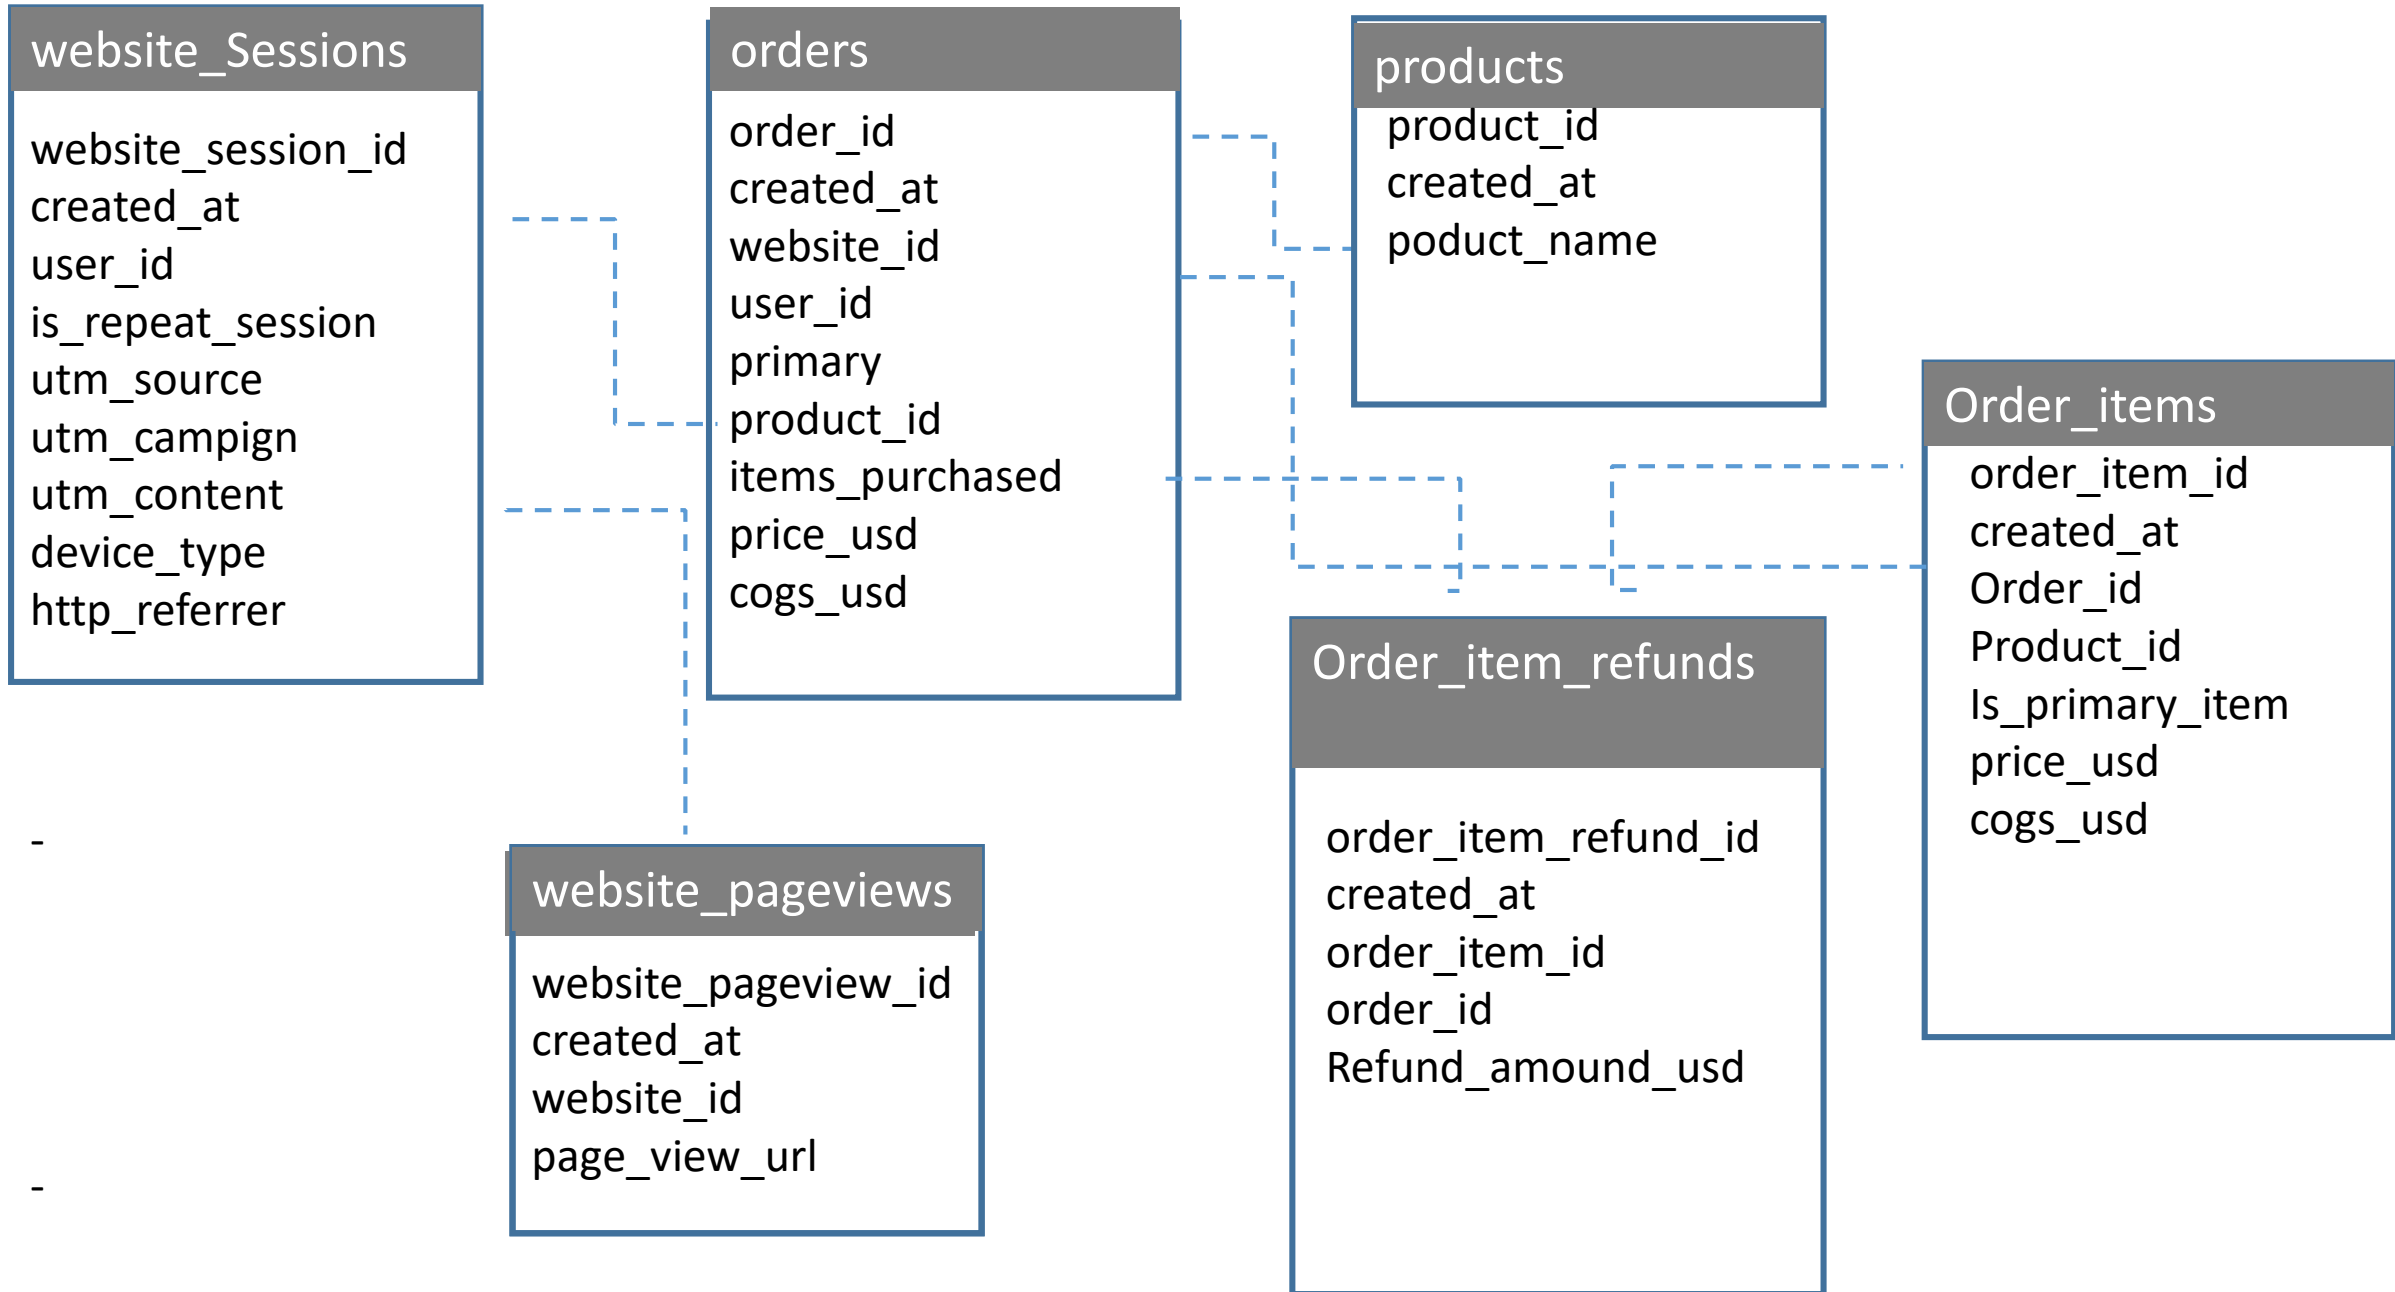 website_Sessions
website_session_id
created_at
user_id
is_repeat_session
utm_source
utm_campign
utm_content
device_type
http_referrer
orders
order_id
created_at
website_id
user_id
primary
product_id
items_purchased
price_usd
cogs_usd
products
product_id
created_at
poduct_name
Order_items
order_item_id
created_at
Order_id
Product_id
Is_primary_item
price_usd
cogs_usd
Order_item_refunds
order_item_refund_id
created_at
order_item_id
order_id
Refund_amound_usd
website_pageviews
website_pageview_id
created_at
website_id
page_view_url
-
-